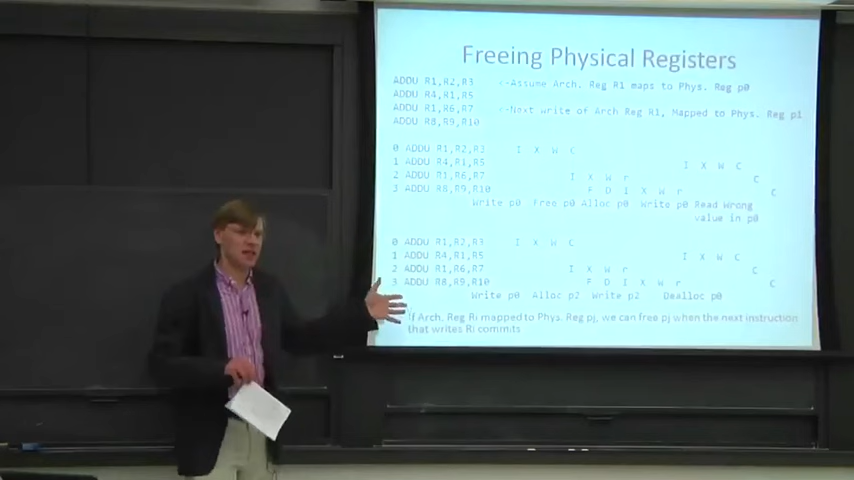 Freeing Physical Registers
ADDU R1,R2,R3 <-Assume Arch. Reg R1 maps to Phys. Reg p0
ADDU R4,R1,R5
ADDU R1,R6,R7 <-Next write of Arch Reg R1, Mapped to Phys. Reg p1
ADDU R8,R9,R10
0 ADDU R1,R2,R3 I X W C
1 ADDU R4,R1,R5 I X W C
2 ADDU R1,R6,R7 I X W r C
3 ADDU R8,R9,R10 F D I X W r C
Write p0 Free p0 Alloc p0 Write p0 Read Wrong
value in p0
0 ADDU R1,R2,R3 I X W C
1 ADDU R4,R1,R5 I X W C
2 ADDU R1,R6,R7 I X W r C
3 ADDU R8,R9,R10 F D I X W r C
Write p0 Alloc p2 Write p2 Dealloc p0
If Arch. Reg Ri mapped to Phys. Reg pj, we can free pj when the next instruction
that writes Ri commits